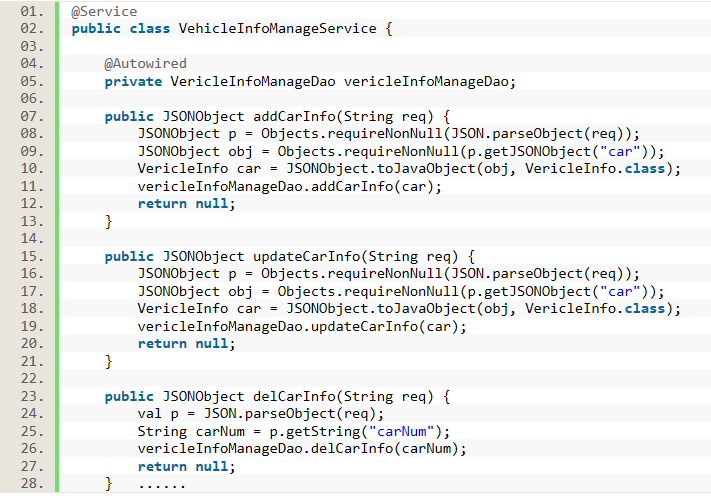 01. @Service
02. public class VehicleInfoManageService {
03.
04.     @Autowired
05.     private VericleInfoManageDao vericleInfoManageDao;
06.
07.     public JSONObject addCarInfo(String req) {
08.         JSONObject p = Objects.requireNonNull(JSON.parseObject(req));
09.         JSONObject obj = Objects.requireNonNull(p.getJSONObject("car"));
10.         VericleInfo car = JSONObject.toJavaObject(obj, VericleInfo.class);
11.         vericleInfoManageDao.addCarInfo(car);
12.         return null;
13.     }
14.
15.     public JSONObject updateCarInfo(String req) {
16.         JSONObject p = Objects.requireNonNull(JSON.parseObject(req));
17.         JSONObject obj = Objects.requireNonNull(p.getJSONObject("car"));
18.         VericleInfo car = JSONObject.toJavaObject(obj, VericleInfo.class);
19.         vericleInfoManageDao.updateCarInfo(car);
20.         return null;
21.     }
22.
23.     public JSONObject delCarInfo(String req) {
24.         val p = JSON.parseObject(req);
25.         String carNum = p.getString("carNum");
26.         vericleInfoManageDao.delCarInfo(carNum);
27.         return null;
28.     }   ......